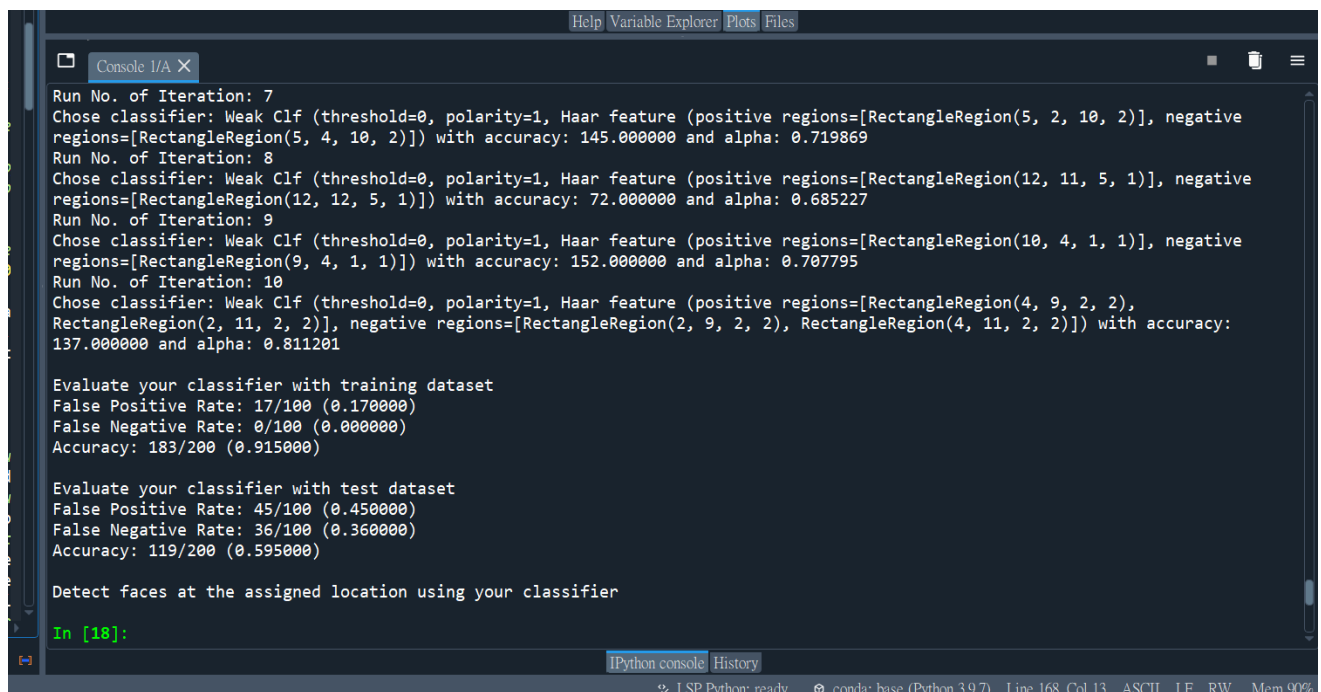 Help Variable Explorer Plots Files
Console 1/A
Run No. of Iteration: 7
Chose classifier: Weak Clf (threshold=0, polarity=1, Haar feature (positive regions=[RectangleRegion(5, 2, 10, 2)], negative
regions=[RectangleRegion(5, 4, 10, 2)]) with accuracy: 145.000000 and alpha: 0.719869
Run No. of Iteration: 8
Chose classifier: Weak Clf (threshold=0, polarity=1, Haar feature (positive regions=[RectangleRegion(12, 11, 5, 1)], negative
regions=[RectangleRegion(12, 12, 5, 1)]) with accuracy: 72.000000 and alpha: 0.685227
Run No. of Iteration: 9
Chose classifier: Weak Clf (threshold=0, polarity=1, Haar feature (positive regions=[RectangleRegion(10, 4, 1, 1)], negative
regions=[RectangleRegion(9, 4, 1, 1)]) with accuracy: 152.000000 and alpha: 0.707795
Run No. of Iteration: 10
Chose classifier: Weak Clf (threshold=0, polarity=1, Haar feature (positive regions=[RectangleRegion(4, 9, 2, 2),
RectangleRegion(2, 11, 2, 2)], negative regions=[RectangleRegion(2, 9, 2, 2), RectangleRegion(4, 11, 2, 2)]) with accuracy:
137.000000 and alpha: 0.811201
Evaluate your classifier with training dataset
False Positive Rate: 17/100 (0.170000)
False Negative Rate: 0/100 (0.000000)
Accuracy: 183/200 (0.915000)
Evaluate your classifier with test dataset
False Positive Rate: 45/100 (0.450000)
False Negative Rate: 36/100 (0.360000)
Accuracy: 119/200 (0.595000)
Detect faces at the assigned location using your classifier
In [18]:
IPython console History
LSP Python: ready conda: base (Python 3.9.7) Line 168, Col 13 ASCII LF RW Mem 90%